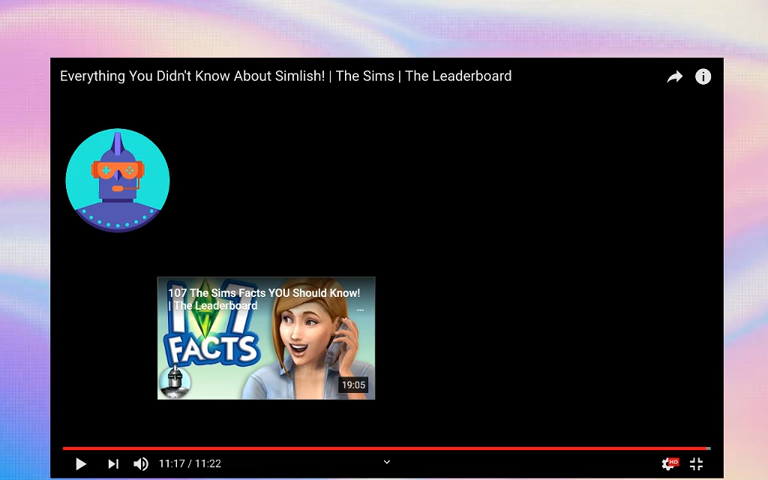 Everything You Didn't Know About Simlish! | The Sims | The Leaderboard
107 The Sims Facts YOU Should Know!
| The Leaderboard
...
107
FACTS
19:05
11:17 / 11:22
HD